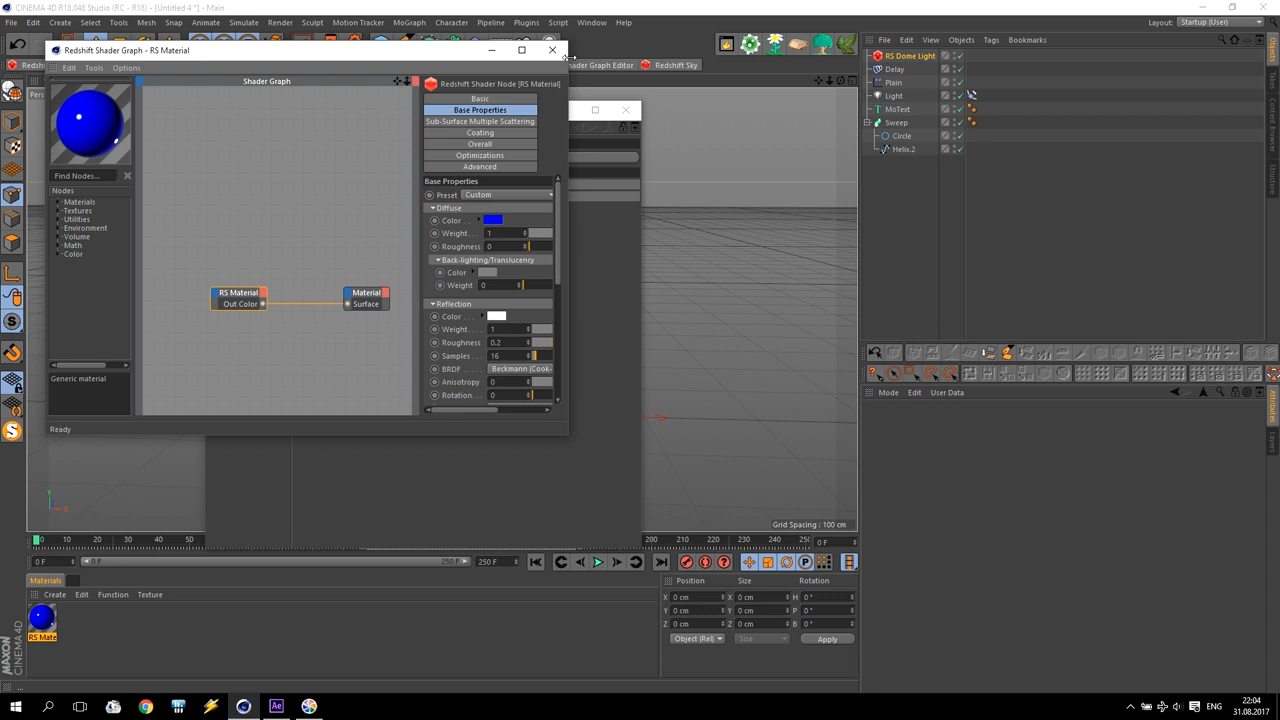 CINEMA 4D R18.048 Studio (RC - R18) - [Untitled 4 *] - Main
File Edit Create Select Tools Mesh Snap Animate Simulate Render Sculpt Motion Tracker MoGraph Character Pipeline Plugins Script Window Help
Layout: Startup (User)
Redshift Shader Graph - RS Material
File Edit View Objects Tags Bookmarks
Redsh
hader Graph Editor Redshift Sky
Edit Tools Options
Shader Graph
Pers
Redshift Shader Node [RS Material]
Basic
Base Properties
Sub-Surface Multiple Scattering
Coating
Overall
Optimizations
Advanced
Find Nodes...
Nodes
Materials
Textures
Utilities
Environment
Volume
Math
Color
Generic material
Ready
RS Material
Out Color
Material
Surface
Base Properties
Preset Custom
Diffuse
Color . .
Weight . . 1
Roughness 0
Back-lighting/Translucency
Color
Weight 0
Reflection
Color . . .
Weight . . . 1
Roughness 0.2
Samples . . . 16
BRDF . . Beckmann (Cook-
Anisotropy 0
Rotation. . . 0
RS Dome Light
Delay
Plain
Light
MoText
Sweep
Circle
Helix.2
Objects
Structure
Mode Edit User Data
Attributes
Layers
Y
X
Grid Spacing : 100 cm
0 10 20 30 40 50 200 210 220 230 240 250
0 F
0 F 0 F 250 F 250 F
Materials
Create Edit Function Texture
RS Mate
Position Size Rotation
X 0 cm X 0 cm H 0 °
Y 0 cm Y 0 cm P 0 °
Z 0 cm Z 0 cm B 0 °
Object (Rel) Size Apply
MAXON CINEMA 4D
...
ENG
22:04
31.08.2017